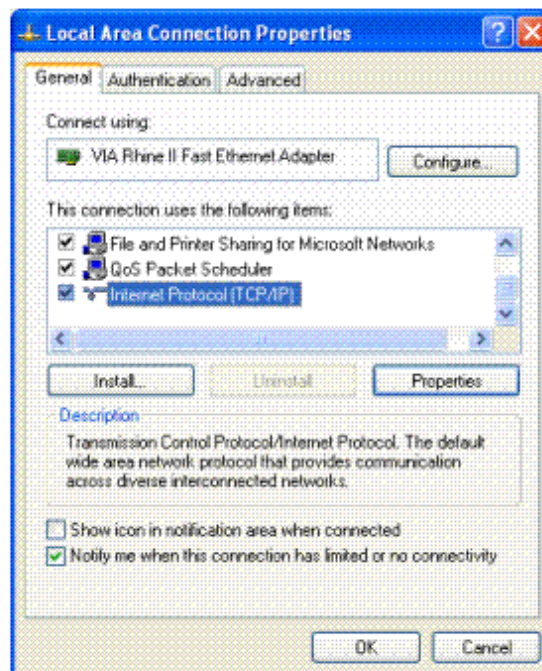 Local Area Connection Properties
General Authentication Advanced
Connect using:
VIA Rhine II Fast Ethernet Adapter
Configure...
This connection uses the following items:
File and Printer Sharing for Microsoft Networks
QoS Packet Scheduler
Internet Protocol (TCP/IP)
Install... Uninstall Properties
Description
Transmission Control Protocol/Internet Protocol. The default
wide area network protocol that provides communication
across diverse interconnected networks.
Show icon in notification area when connected
Notify me when this connection has limited or no connectivity
OK Cancel